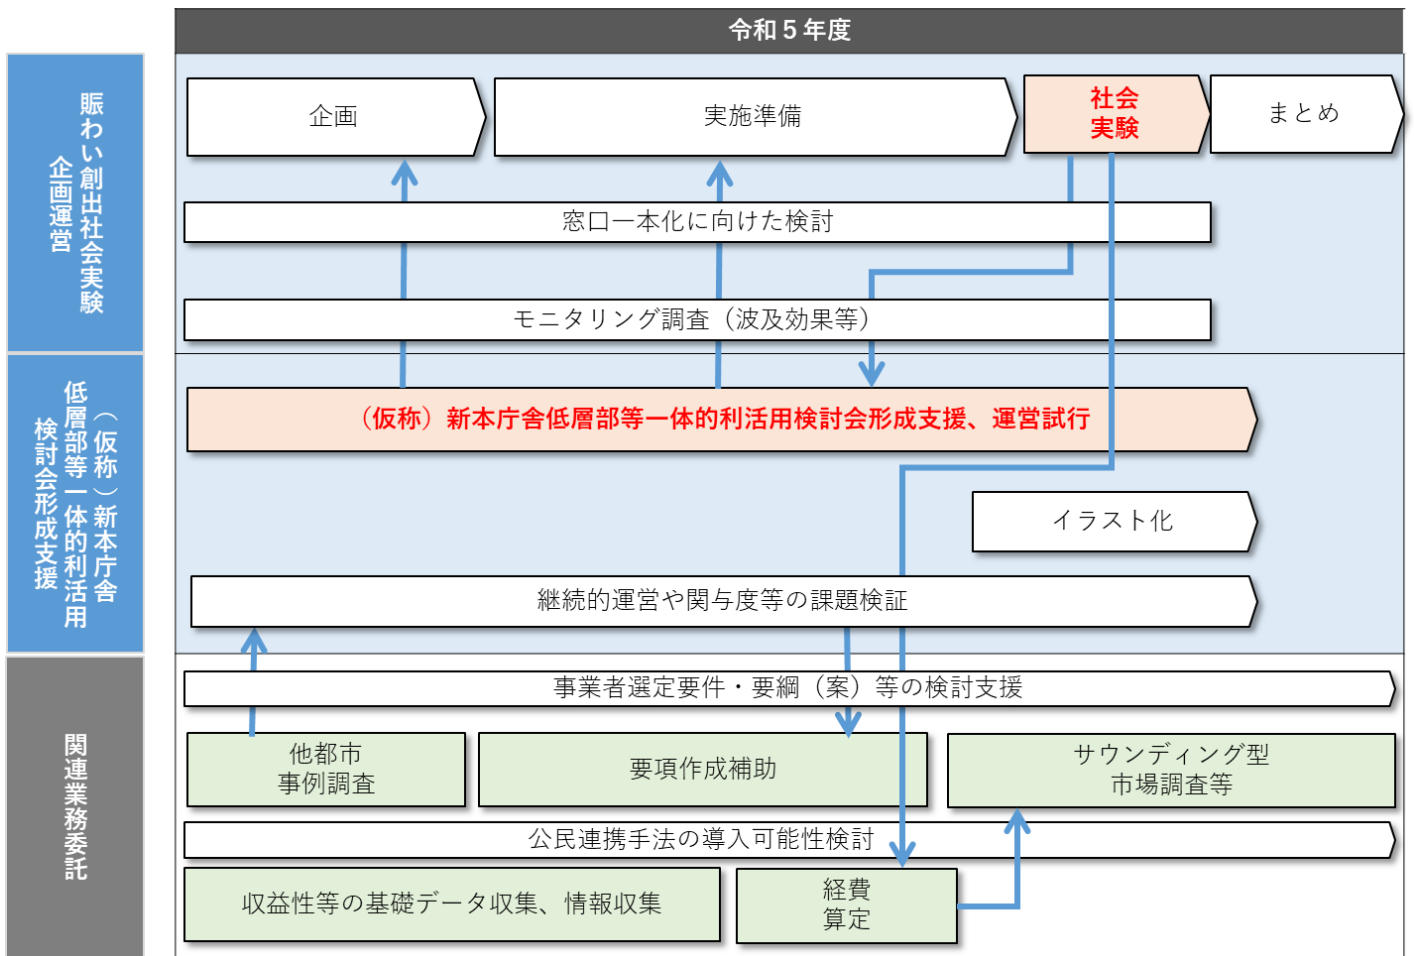 令和５年度
賑わい創出社会実験
企画運営
企画
実施準備
社会
実験
まとめ
窓口一本化に向けた検討
モニタリング調査（波及効果等）
（仮称）新本庁舎
低層部等一体的利活用
検討会形成支援
（仮称）新本庁舎低層部等一体的利活用検討会形成支援、運営試行
イラスト化
継続的運営や関与度等の課題検証
関連業務委託
事業者選定要件・要綱（案）等の検討支援
他都市
事例調査
要項作成補助
サウンディング型
市場調査等
公民連携手法の導入可能性検討
収益性等の基礎データ収集、情報収集
経費
算定